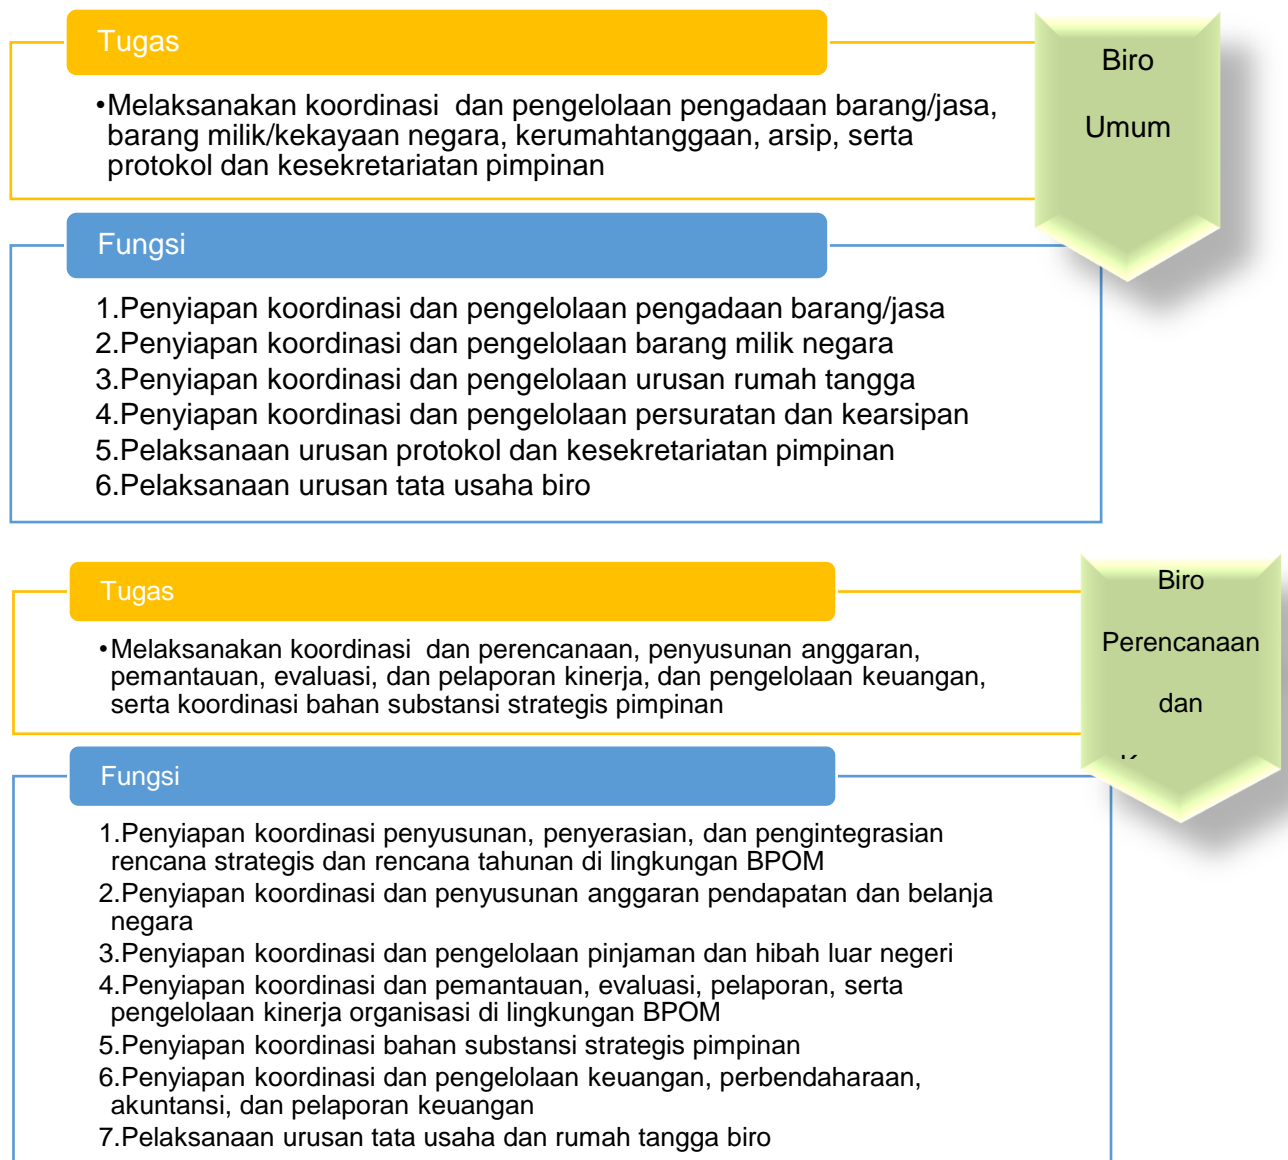 Tugas
•Melaksanakan koordinasi dan pengelolaan pengadaan barang/jasa,
barang milik/kekayaan negara, kerumahtanggaan, arsip, serta
protokol dan kesekretariatan pimpinan
Biro
Umum
Fungsi
1.Penyiapan koordinasi dan pengelolaan pengadaan barang/jasa
2.Penyiapan koordinasi dan pengelolaan barang milik negara
3.Penyiapan koordinasi dan pengelolaan urusan rumah tangga
4.Penyiapan koordinasi dan pengelolaan persuratan dan kearsipan
5.Pelaksanaan urusan protokol dan kesekretariatan pimpinan
6.Pelaksanaan urusan tata usaha biro
Tugas
•Melaksanakan koordinasi dan perencanaan, penyusunan anggaran,
pemantauan, evaluasi, dan pelaporan kinerja, dan pengelolaan keuangan,
serta koordinasi bahan substansi strategis pimpinan
Biro
Perencanaan
dan
Fungsi
1.Penyiapan koordinasi penyusunan, penyerasian, dan pengintegrasian
rencana strategis dan rencana tahunan di lingkungan BPOM
2.Penyiapan koordinasi dan penyusunan anggaran pendapatan dan belanja
negara
3.Penyiapan koordinasi dan pengelolaan pinjaman dan hibah luar negeri
4.Penyiapan koordinasi dan pemantauan, evaluasi, pelaporan, serta
pengelolaan kinerja organisasi di lingkungan BPOM
5.Penyiapan koordinasi bahan substansi strategis pimpinan
6.Penyiapan koordinasi dan pengelolaan keuangan, perbendaharaan,
akuntansi, dan pelaporan keuangan
7.Pelaksanaan urusan tata usaha dan rumah tangga biro